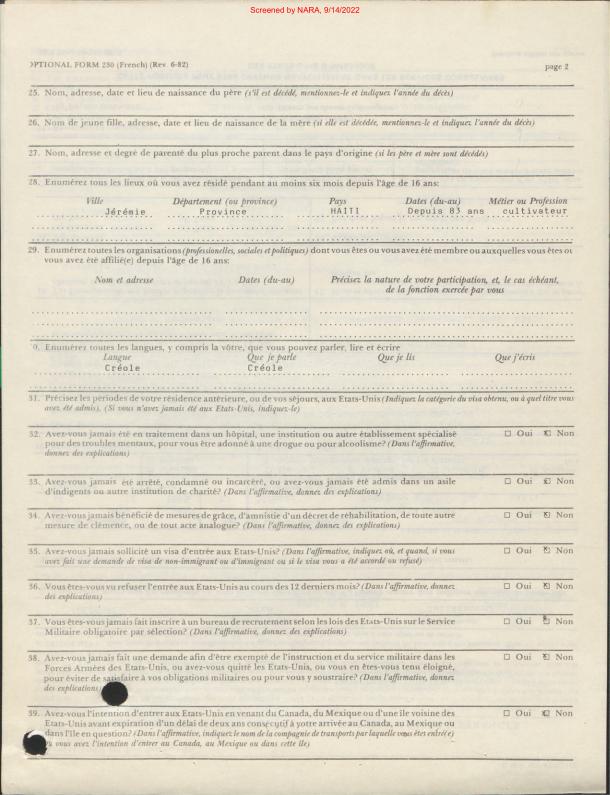 Screened by NARA, 9/14/2022
OPTIONAL FORM 230 (French) (Rev. 6-82) page 2
25. Nom, adresse, date et lieu de naissance du père (s'il est décédé, mentionnez-le et indiquez l'année du décès)
26. Nom de jeune fille, adresse, date et lieu de naissance de la mère (si elle est décédée, mentionnez-le et indiquez l'année du décès)
27. Nom, adresse et degré de parenté du plus proche parent dans le pays d'origine (si les père et mère sont décédés)
28. Enumérez tous les lieux où vous avez résidé pendant au moins six mois depuis l'âge de 16 ans:
Ville Département (ou province) Pays Dates (du-au) Métier ou Profession
Jérémie Province HAITI Depuis 83 ans cultivateur
29. Enumérez toutes les organisations (professionelles, sociales et politiques) dont vous êtes ou vous avez été membre ou auxquelles vous êtes ou
vous avez été affilié(e) depuis l'âge de 16 ans:
Nom et adresse Dates (du-au) Précisez la nature de votre participation, et, le cas échéant,
de la fonction exercée par vous
0. Enumérez toutes les langues, y compris la vôtre, que vous pouvez parler, lire et écrire
Langue Que je parle Que je lis Que j'écris
Créole Créole
31. Précisez les periodes de votre résidence antérieure, ou de vos séjours, aux Etats-Unis (Indiquez la catégorie du visa obtenu, ou à quel titre vous
avez été admis). (Si vous n'avez jamais été aux Etats-Unis, indiquez-le)
32. Avez-vous jamais été en traitement dans un hôpital, une institution ou autre établissement spécialisé
pour des troubles mentaux, pour vous être adonné à une drogue ou pour alcoolisme? (Dans l'affirmative,
donnez des explications)
☐ Oui ☒ Non
33. Avez-vous jamais été arrêté, condamné ou incarcéré, ou avez-vous jamais été admis dans un asile
d'indigents ou autre institution de charité? (Dans l'affirmative, donnez des explications)
☐ Oui ☒ Non
34. Avez-vous jamais bénéficié de mesures de grâce, d'amnistie d'un décret de réhabilitation, de toute autre
mesure de clémence, ou de tout acte analogue? (Dans l'affirmative, donnez des explications)
☐ Oui ☒ Non
35. Avez-vous jamais sollicité un visa d'entrée aux Etats-Unis? (Dans l'affirmative, indiquez où, et quand, si vous
avez fait une demande de visa de non-immigrant ou d'immigrant ou si le visa vous a été accordé ou refusé)
☐ Oui ☒ Non
36. Vous êtes-vous vu refuser l'entrée aux Etats-Unis au cours des 12 derniers mois? (Dans l'affirmative, donnez
des explications)
☐ Oui ☒ Non
37. Vous êtes-vous jamais fait inscrire à un bureau de recrutement selon les lois des Etats-Unis sur le Service
Militaire obligatoire par sélection? (Dans l'affirmative, donnez des explications)
☐ Oui ☒ Non
38. Avez-vous jamais fait une demande afin d'être exempté de l'instruction et du service militaire dans les
Forces Armées des Etats-Unis, ou avez-vous quitté les Etats-Unis, ou vous en êtes-vous tenu éloigné,
pour éviter de satisfaire à vos obligations militaires ou pour vous y soustraire? (Dans l'affirmative, donnez
des explications)
☐ Oui ☒ Non
39. Avez-vous l'intention d'entrer aux Etats-Unis en venant du Canada, du Mexique ou d'une île voisine des
Etats-Unis avant expiration d'un délai de deux ans consécutif à votre arrivée au Canada, au Mexique ou
dans l'île en question? (Dans l'affirmative, indiquez le nom de la compagnie de transports par laquelle vous êtes entré(e)
vous avez l'intention d'entrer au Canada, au Mexique ou dans cette île)
☐ Oui ☒ Non